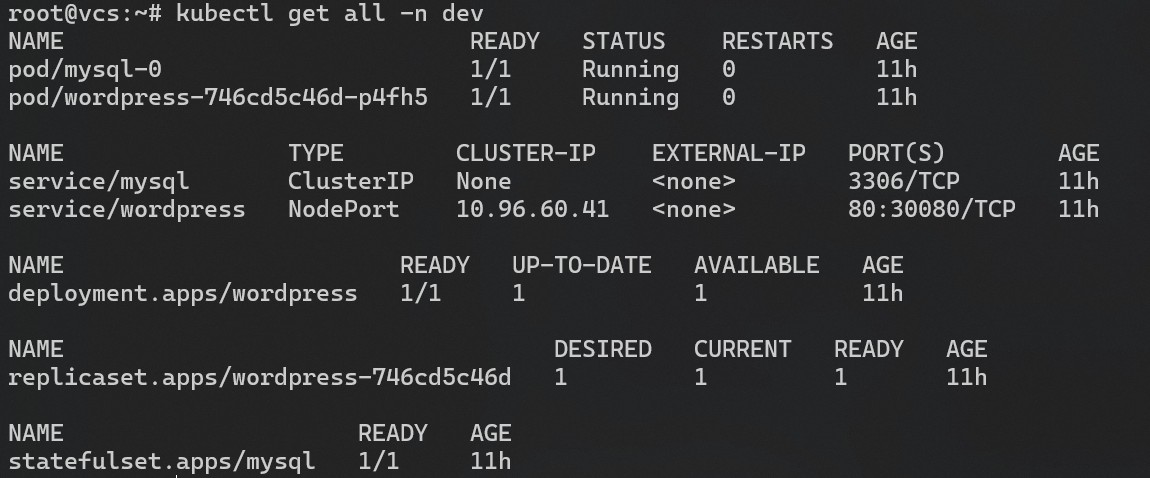 root@vcs:~# kubectl get all -n dev
NAME                             READY   STATUS    RESTARTS   AGE
pod/mysql-0                      1/1     Running   0          11h
pod/wordpress-746cd5c46d-p4fh5   1/1     Running   0          11h

NAME                TYPE        CLUSTER-IP    EXTERNAL-IP   PORT(S)        AGE
service/mysql       ClusterIP   None          <none>        3306/TCP       11h
service/wordpress   NodePort    10.96.60.41   <none>        80:30080/TCP   11h

NAME                        READY   UP-TO-DATE   AVAILABLE   AGE
deployment.apps/wordpress   1/1     1            1           11h

NAME                                   DESIRED   CURRENT   READY   AGE
replicaset.apps/wordpress-746cd5c46d   1         1         1       11h

NAME                     READY   AGE
statefulset.apps/mysql   1/1     11h